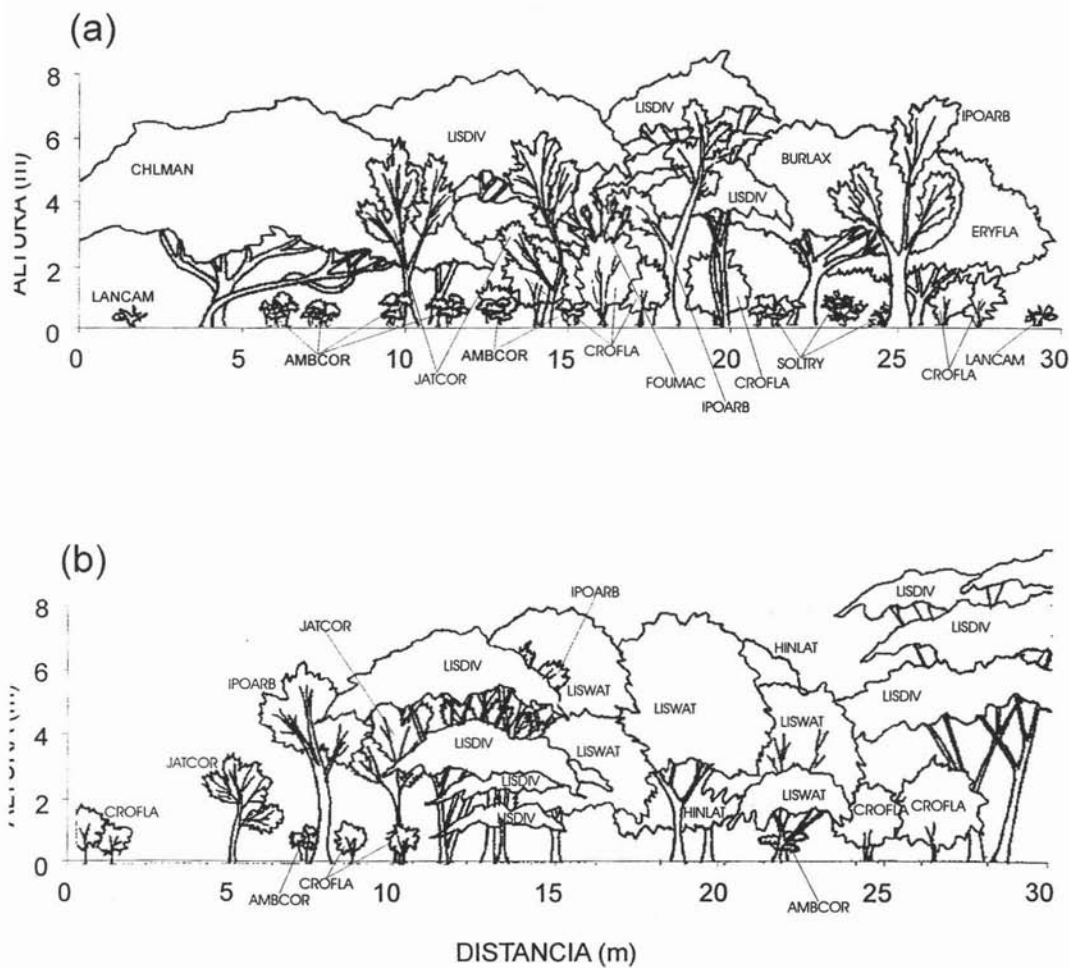 (a)
ALTURA (m)
8
6
4
2
0
LISDIV
IPOARB
LISDIV
BURLAX
CHLMAN
LISDIV
ERYFLA
LANCAM
0 5 10 15 20 25 30
AMBCOR AMBCOR CROFLA SOLTRY LANCAM
JATCOR FOUMAC CROFLA CROFLA
IPOARB
(b)
ALTURA (m)
8
6
4
2
0
IPOARB
LISDIV
JATCOR
LISDIV
HINLAT
LISDIV
IPOARB
LISWAT
LISWAT
LISDIV
LISWAT
LISDIV
LISWAT
JATCOR
LISDIV
LISWAT
CROFLA
LISDIV
HINLAT
CROFLA
CROFLA
0 5 10 15 20 25 30
CROFLA
AMBCOR
AMBCOR
DISTANCIA (m)